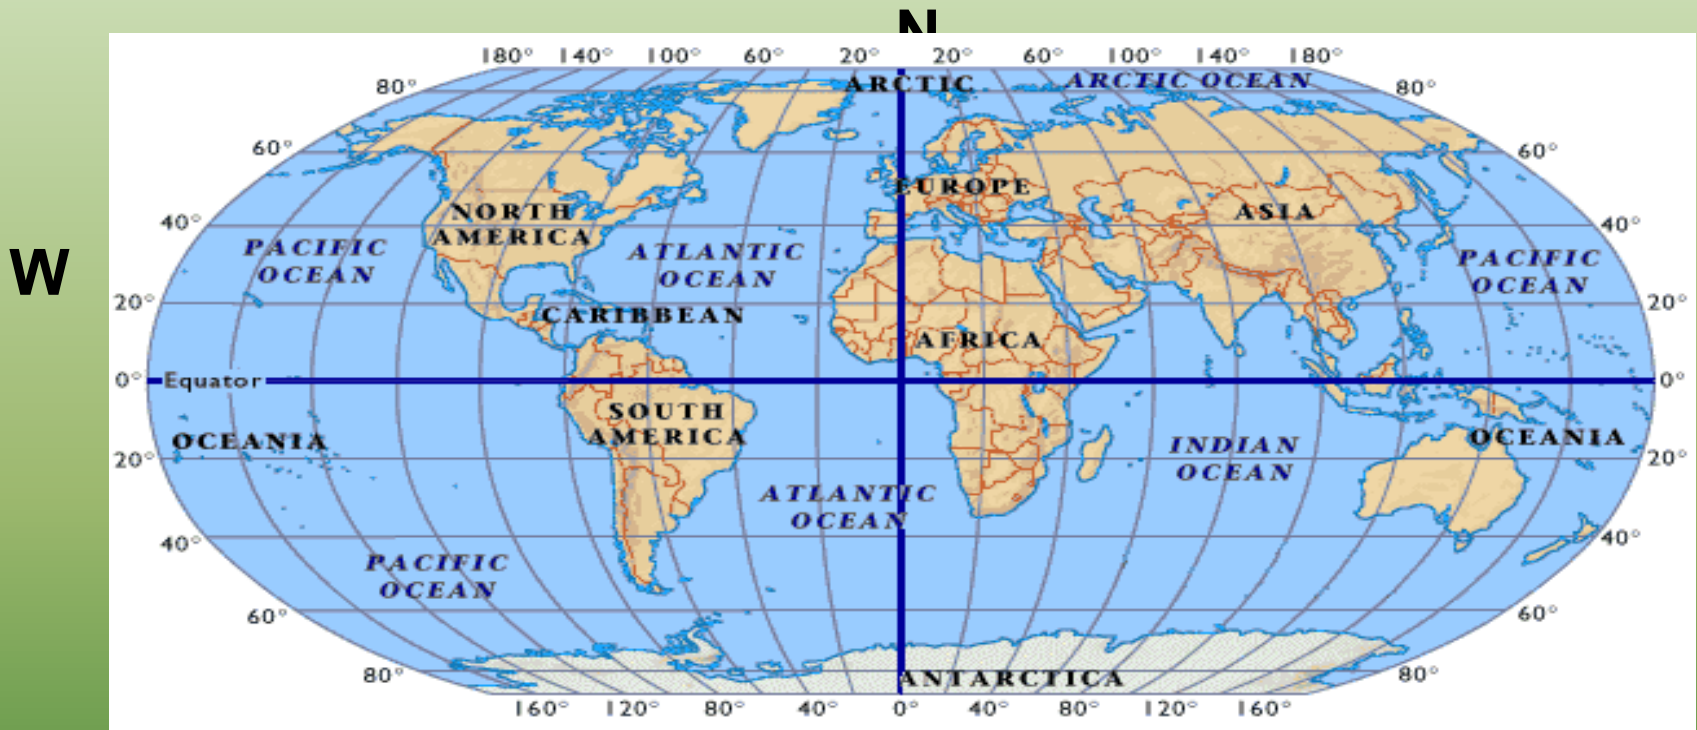 N
180° 140° 100° 60° 20° 20° 60° 100° 140° 180°
ARCTIC
ARCTIC OCEAN
80° 80°
60° 60°
EUROPE
NORTH
AMERICA
ASIA
40° 40°
W
PACIFIC
OCEAN
ATLANTIC
OCEAN
PACIFIC
OCEAN
20° 20°
CARIBBEAN
AFRICA
0° Equator 0°
SOUTH
AMERICA
OCEANIA
OCEANIA
INDIAN
OCEAN
20° 20°
ATLANTIC
OCEAN
40° 40°
PACIFIC
OCEAN
60° 60°
80° 80°
ANTARCTICA
160° 120° 80° 40° 0° 40° 80° 120° 160°